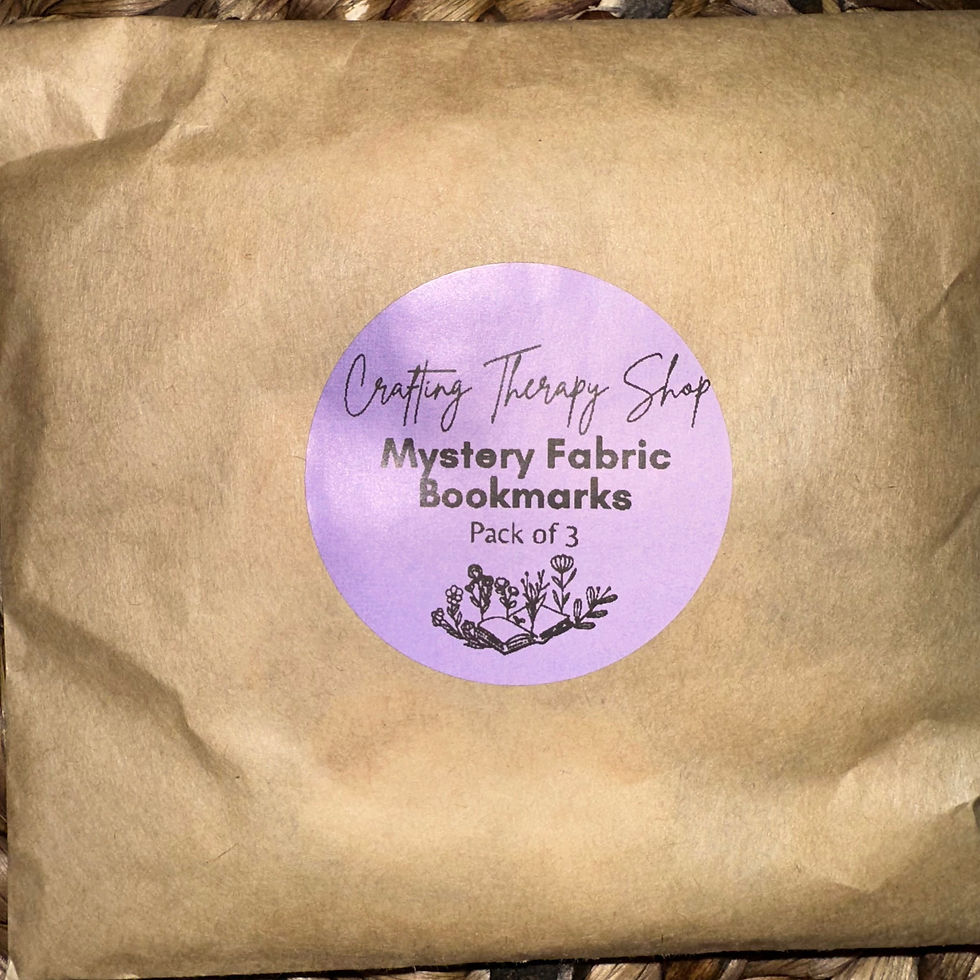 Crafting Therapy Shop
Mystery Fabric
Bookmarks
Pack of 3